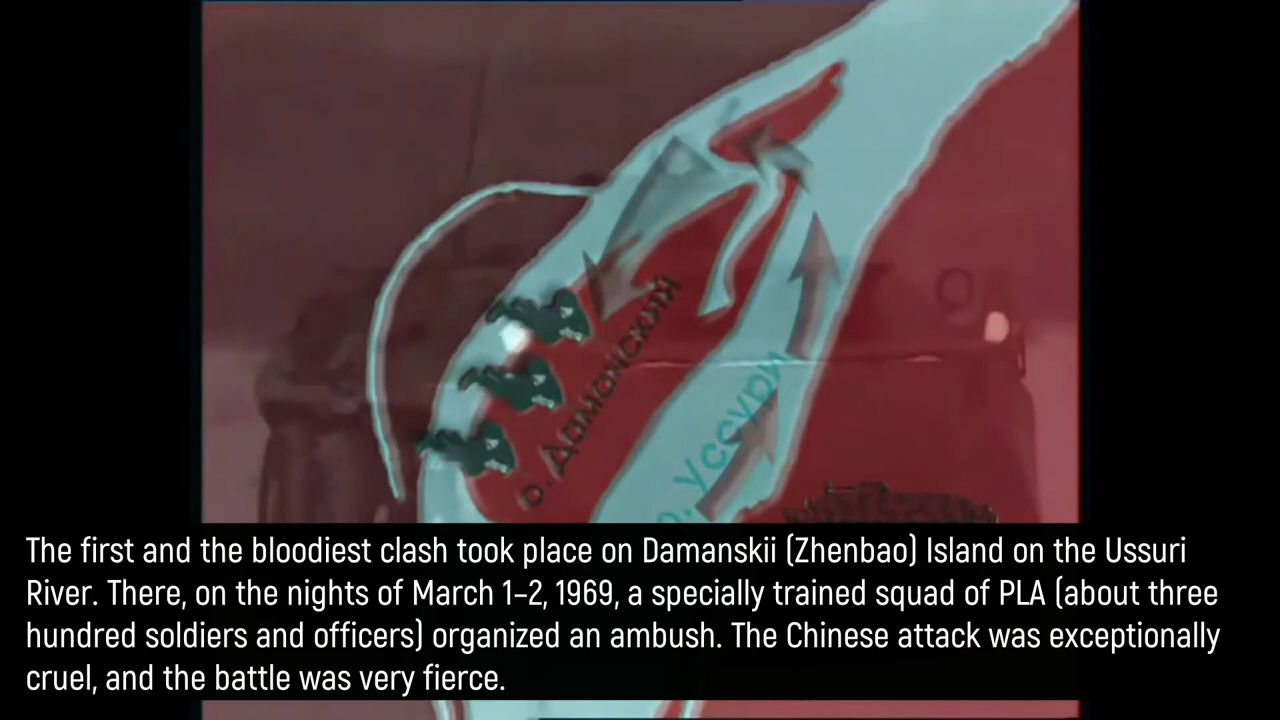 о. Даманский
р. Уссури
The first and the bloodiest clash took place on Damanskii (Zhenbao) Island on the Ussuri
River. There, on the nights of March 1–2, 1969, a specially trained squad of PLA (about three
hundred soldiers and officers) organized an ambush. The Chinese attack was exceptionally
cruel, and the battle was very fierce.